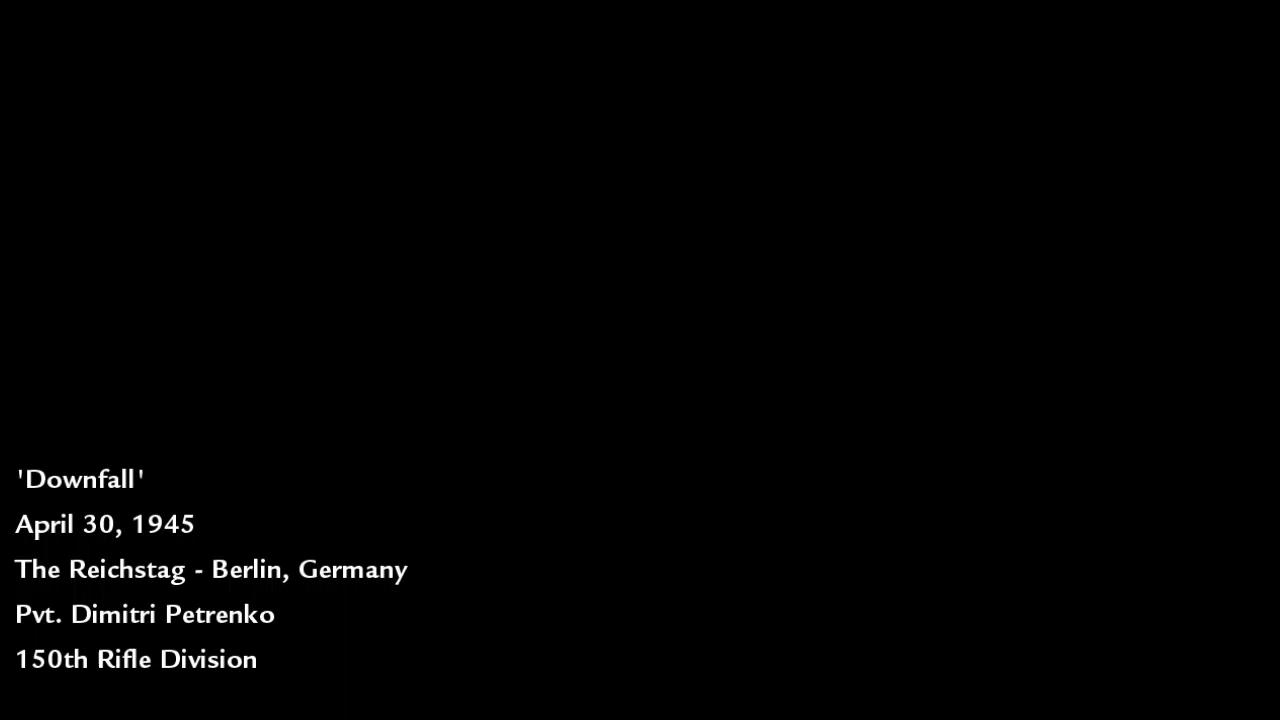 'Downfall'
April 30, 1945
The Reichstag - Berlin, Germany
Pvt. Dimitri Petrenko
150th Rifle Division